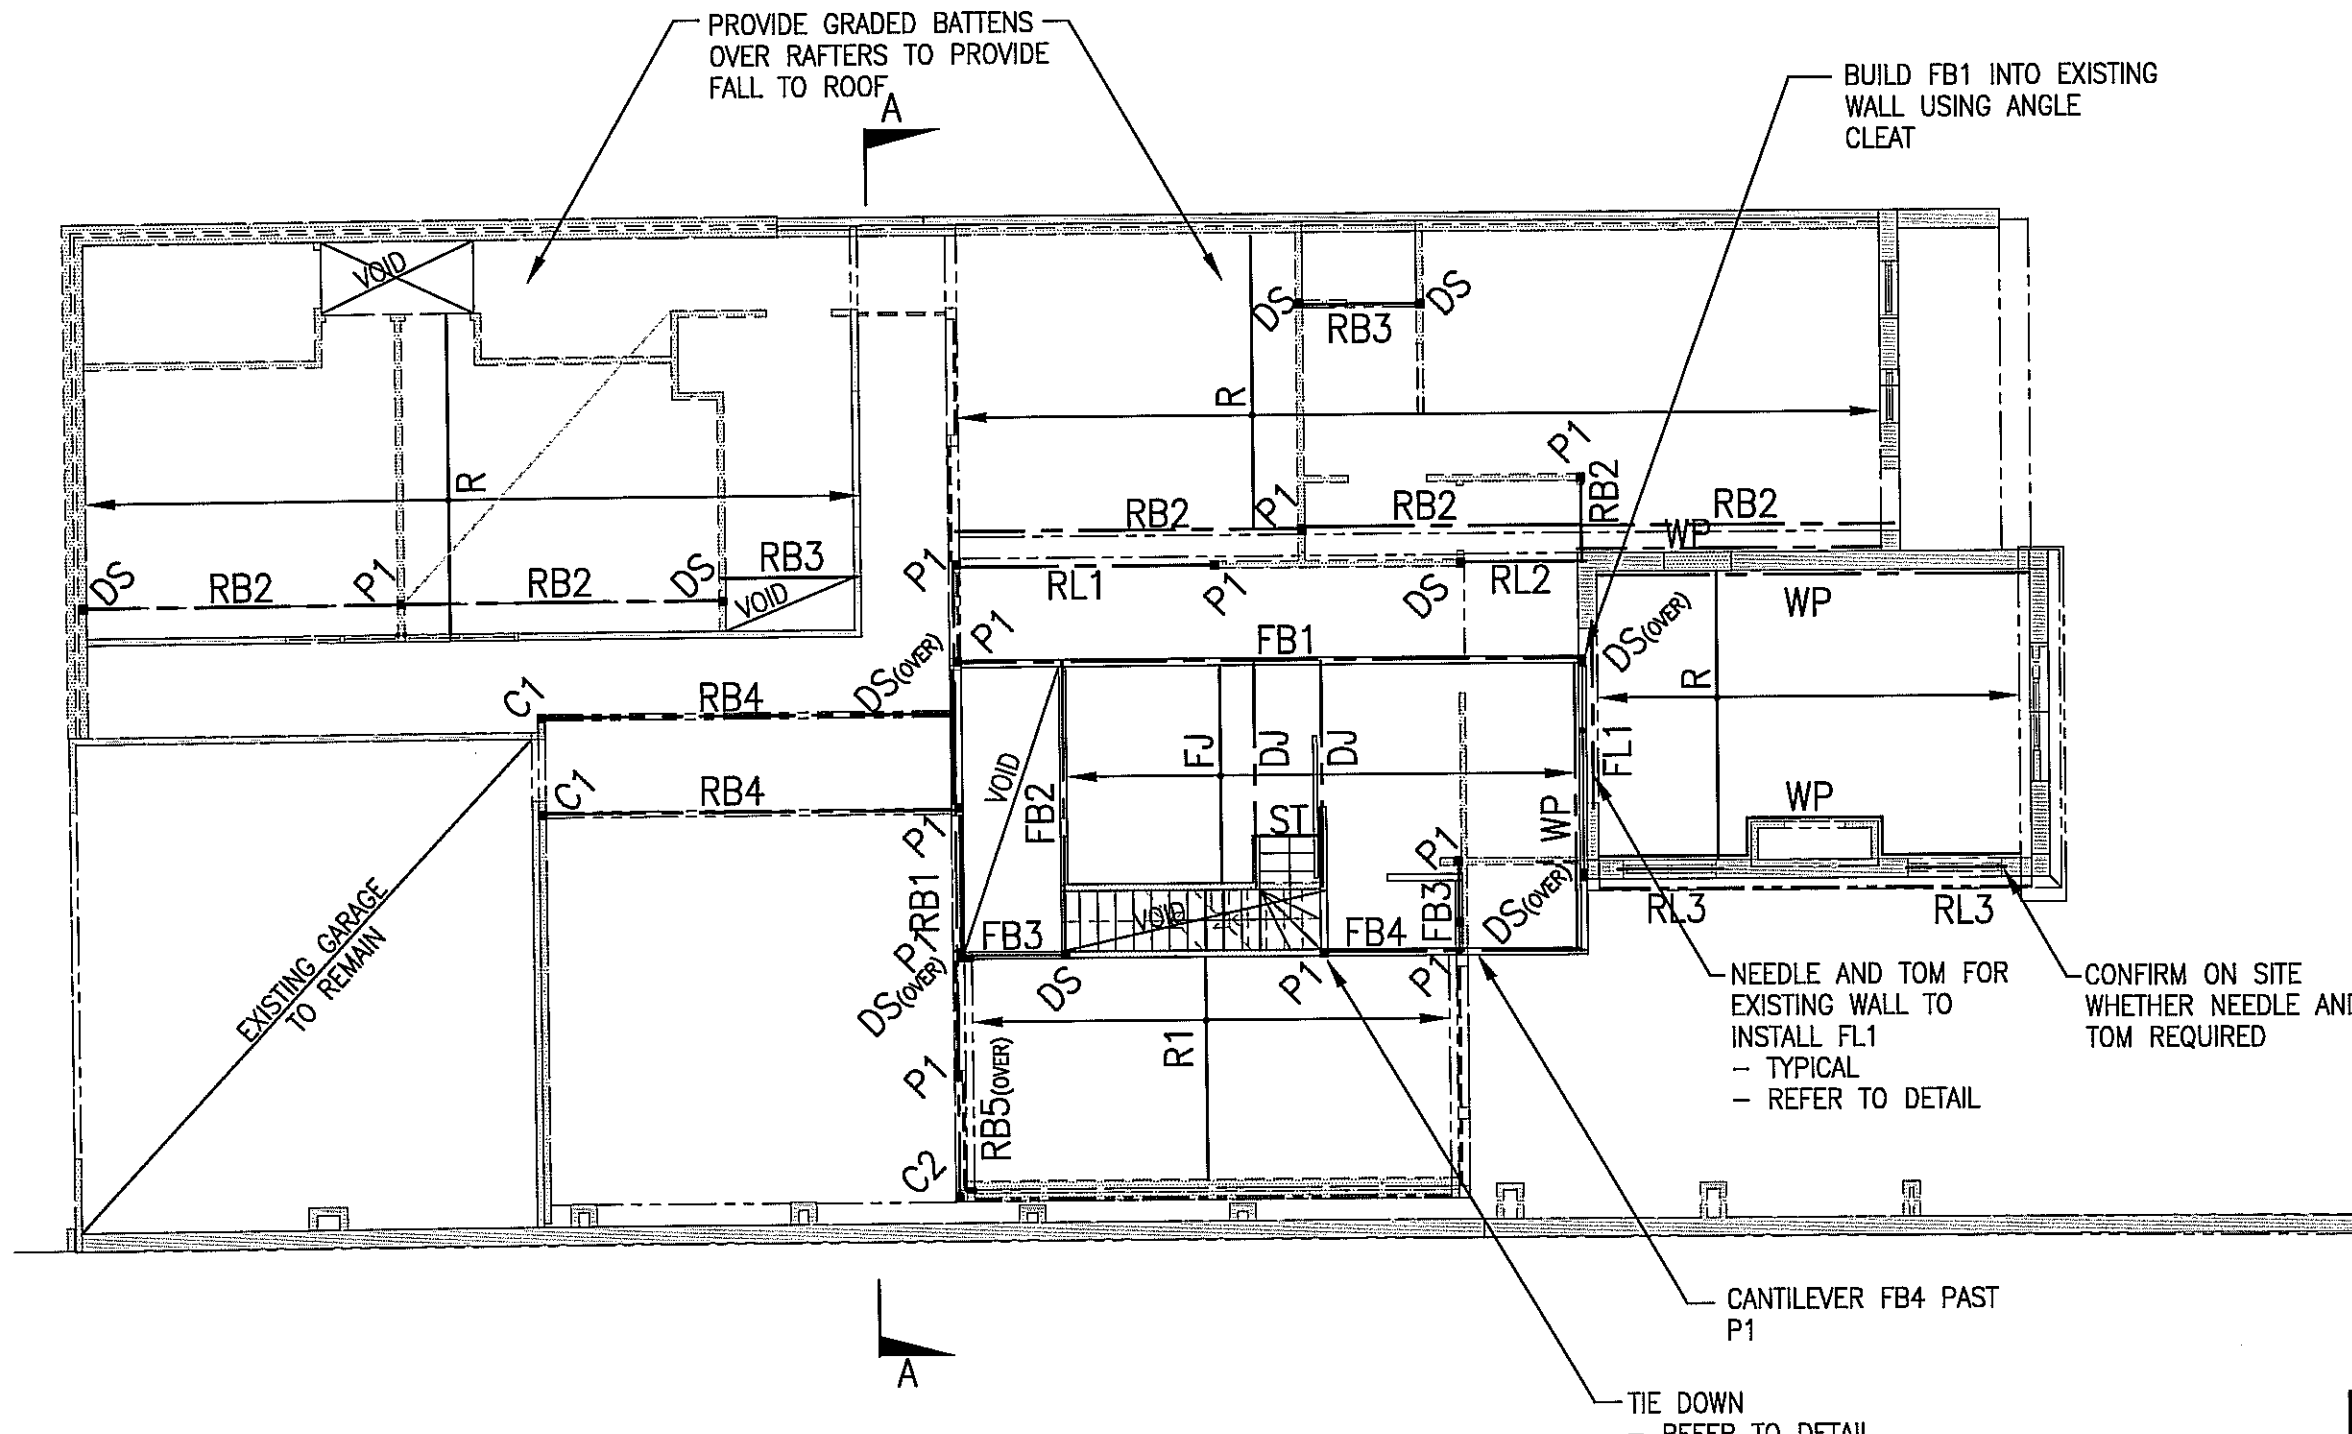 PROVIDE GRADED BATTENS
OVER RAFTERS TO PROVIDE
FALL TO ROOF
A
BUILD FB1 INTO EXISTING
WALL USING ANGLE
CLEAT
VOID
DS
DS
RB3
R
R
P1
RB2
P1
RB2
RB2
RB2
WP
DS
RB2
P1
RB2
DS
RB3
VOID
P1
RL1
P1
DS
RL2
WP
P1
FB1
DS(OVER)
DS(OVER)
R
C1
RB4
FJ
DJ
DJ
FL1
VOID
FB2
C1
RB4
P1
ST
P1
WP
WP
RB1
VOID
FB3
DS(OVER)
RL3
RL3
P1
FB3
FB4
DS(OVER)
DS
P1
P1
EXISTING GARAGE
TO REMAIN
R1
P1
RB5(OVER)
C2
NEEDLE AND TOM FOR
EXISTING WALL TO
INSTALL FL1
- TYPICAL
- REFER TO DETAIL
CONFIRM ON SITE
WHETHER NEEDLE AND
TOM REQUIRED
CANTILEVER FB4 PAST
P1
A
TIE DOWN
- REFER TO DETAIL